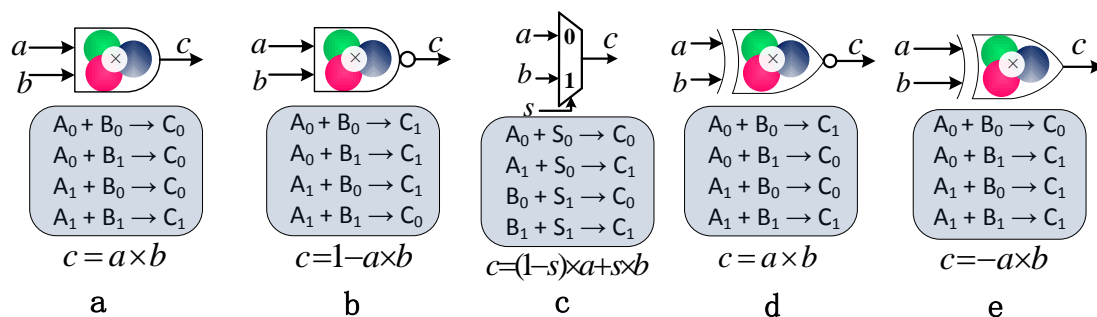 a
b
×
c
A₀ + B₀ → C₀
A₀ + B₁ → C₀
A₁ + B₀ → C₀
A₁ + B₁ → C₁
c = a × b
a
a
b
×
c
A₀ + B₀ → C₁
A₀ + B₁ → C₁
A₁ + B₀ → C₁
A₁ + B₁ → C₀
c=1−a×b
b
a
b
0
1
s
c
A₀ + S₀ → C₀
A₁ + S₀ → C₁
B₀ + S₁ → C₀
B₁ + S₁ → C₁
c=(1−s)×a+s×b
c
a
b
×
c
A₀ + B₀ → C₁
A₀ + B₁ → C₀
A₁ + B₀ → C₀
A₁ + B₁ → C₁
c = a × b
d
a
b
×
c
A₀ + B₀ → C₀
A₀ + B₁ → C₁
A₁ + B₀ → C₁
A₁ + B₁ → C₁
c=−a×b
e